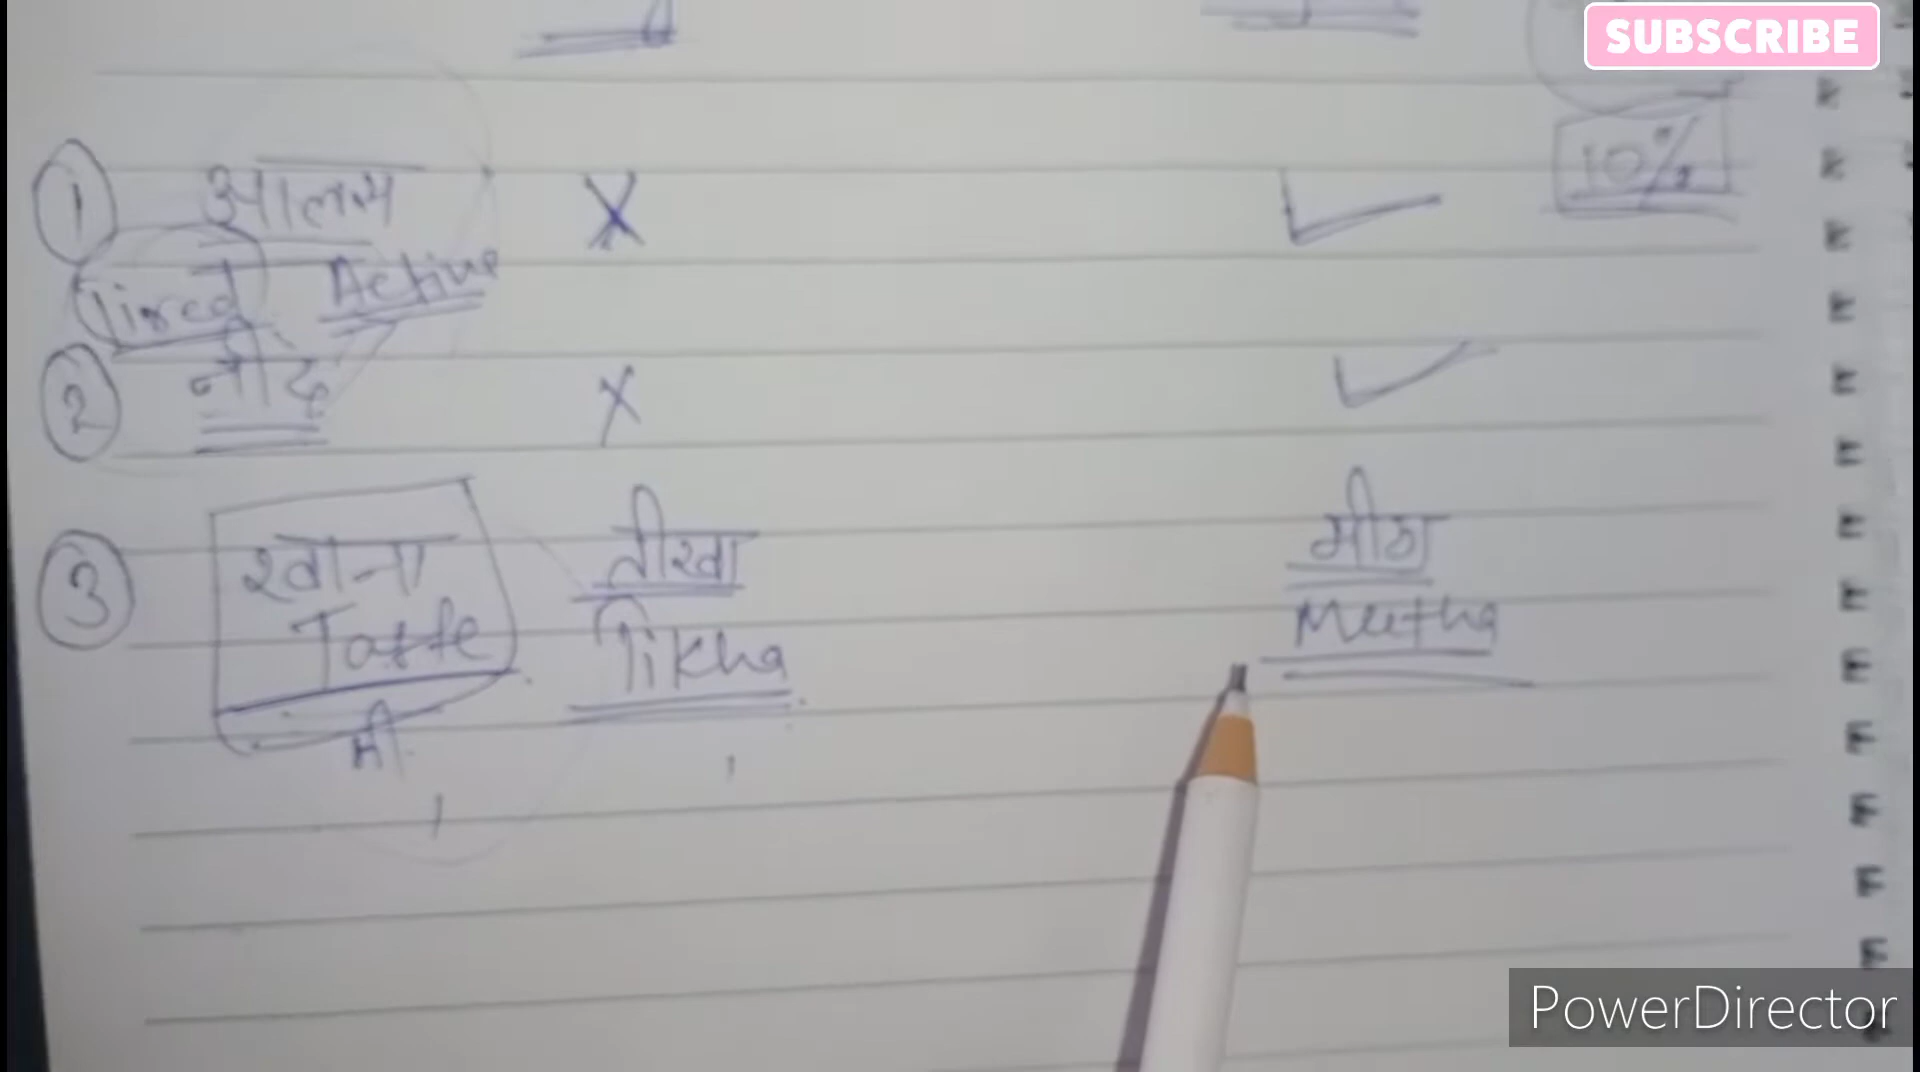 SUBSCRIBE
10%
1 आलस्य X ✓
Tired Active
2 नींद X ✓
3 खाना तीखा मीठा
Taste Tikha Meetha
मी
PowerDirector